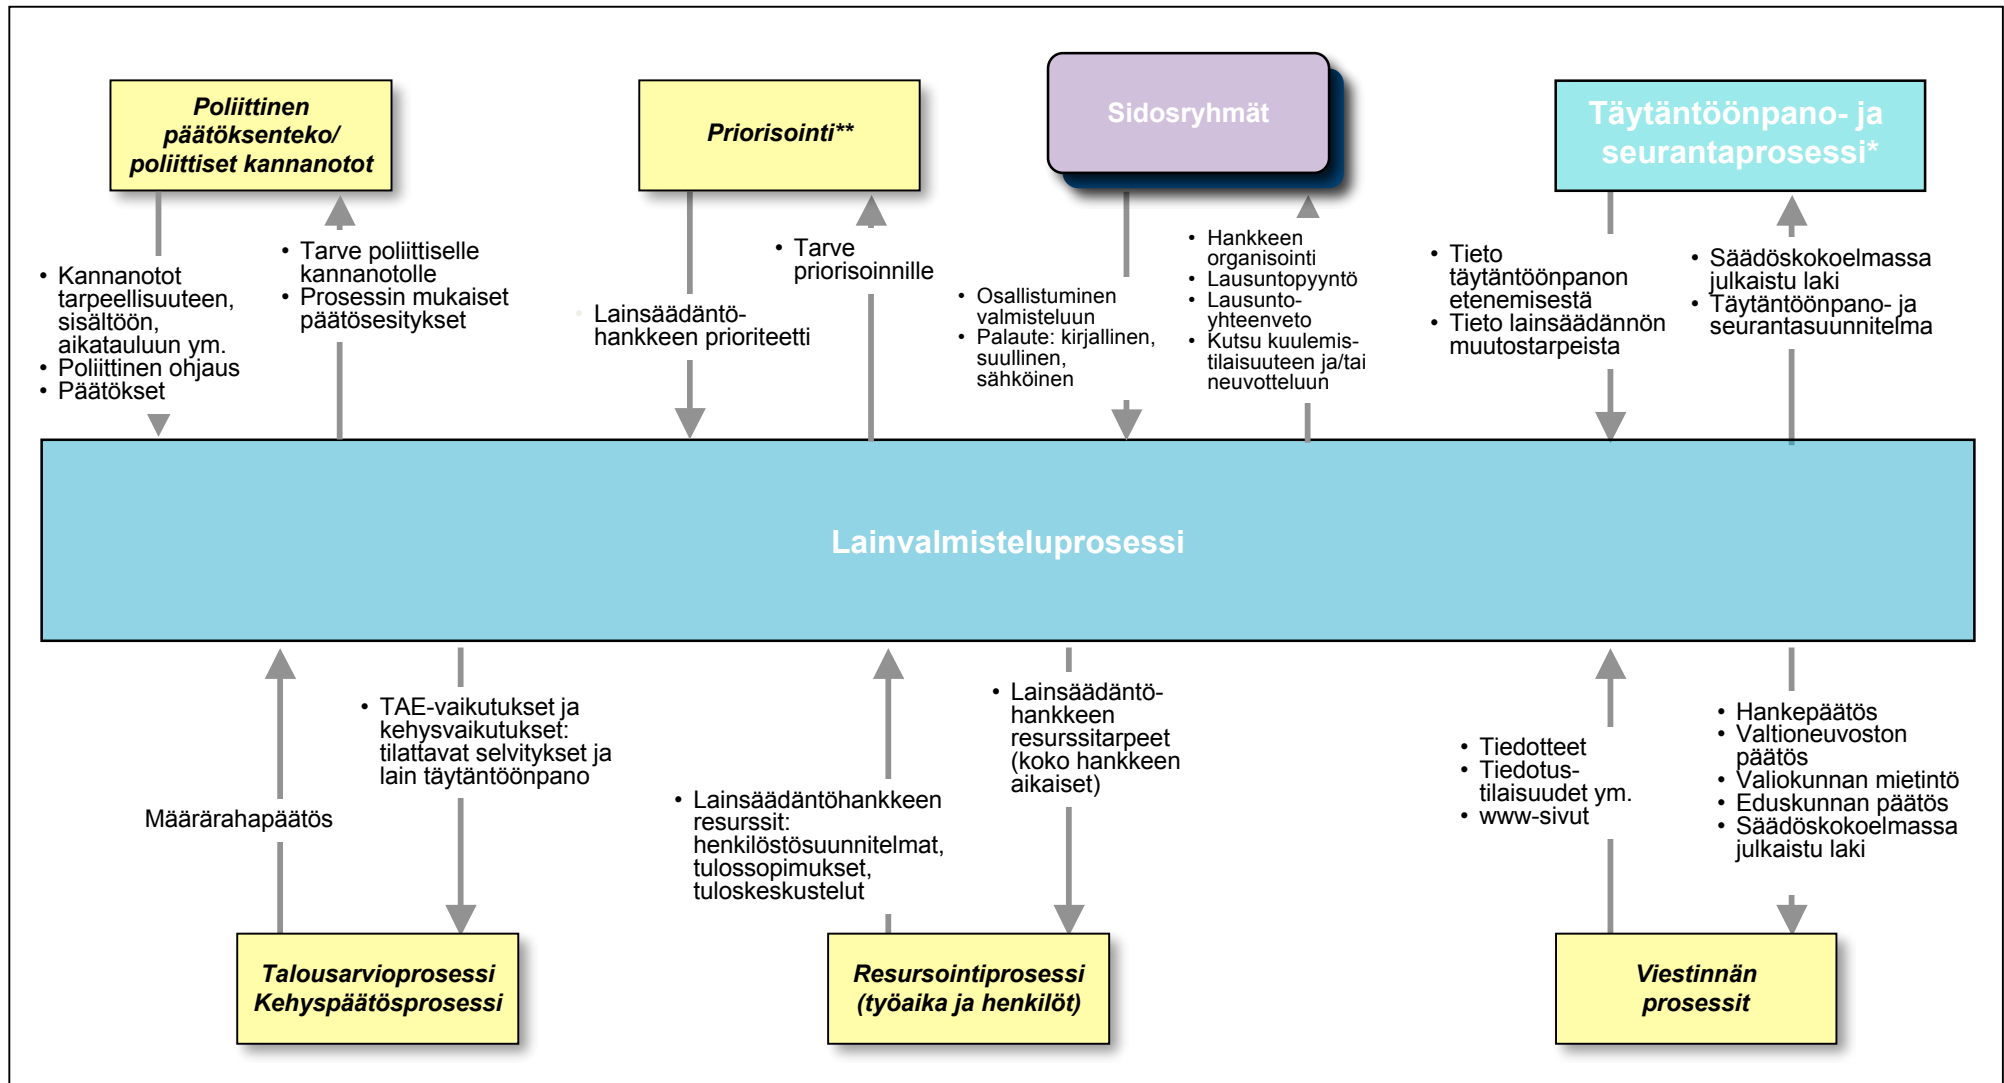 Poliittinen
päätöksenteko/
poliittiset kannanotot
Priorisointi**
Sidosryhmät
Täytäntöönpano- ja
seurantaprosessi*
• Kannanotot
tarpeellisuuteen,
sisältöön,
aikatauluun ym.
• Poliittinen ohjaus
• Päätökset
• Tarve poliittiselle
kannanotolle
• Prosessin mukaiset
päätösesitykset
• Lainsäädäntö-
hankkeen prioriteetti
• Tarve
priorisoinnille
• Osallistuminen
valmisteluun
• Palaute: kirjallinen,
suullinen,
sähköinen
• Hankkeen
organisointi
• Lausuntopyyntö
• Lausunto-
yhteenveto
• Kutsu kuulemis-
tilaisuuteen ja/tai
neuvotteluun
• Tieto
täytäntöönpanon
etenemisestä
• Tieto lainsäädännön
muutostarpeista
• Säädöskokoelmassa
julkaistu laki
• Täytäntöönpano- ja
seurantasuunnitelma
Lainvalmisteluprosessi
Määrärahapäätös
• TAE-vaikutukset ja
kehysvaikutukset:
tilattavat selvitykset ja
lain täytäntöönpano
• Lainsäädäntöhankkeen
resurssit:
henkilöstösuunnitelmat,
tulossopimukset,
tuloskeskustelut
• Lainsäädäntö-
hankkeen
resurssitarpeet
(koko hankkeen
aikaiset)
• Tiedotteet
• Tiedotus-
tilaisuudet ym.
• www-sivut
• Hankepäätös
• Valtioneuvoston
päätös
• Valiokunnan mietintö
• Eduskunnan päätös
• Säädöskokoelmassa
julkaistu laki
Talousarvioprosessi
Kehyspäätösprosessi
Resursointiprosessi
(työaika ja henkilöt)
Viestinnän
prosessit